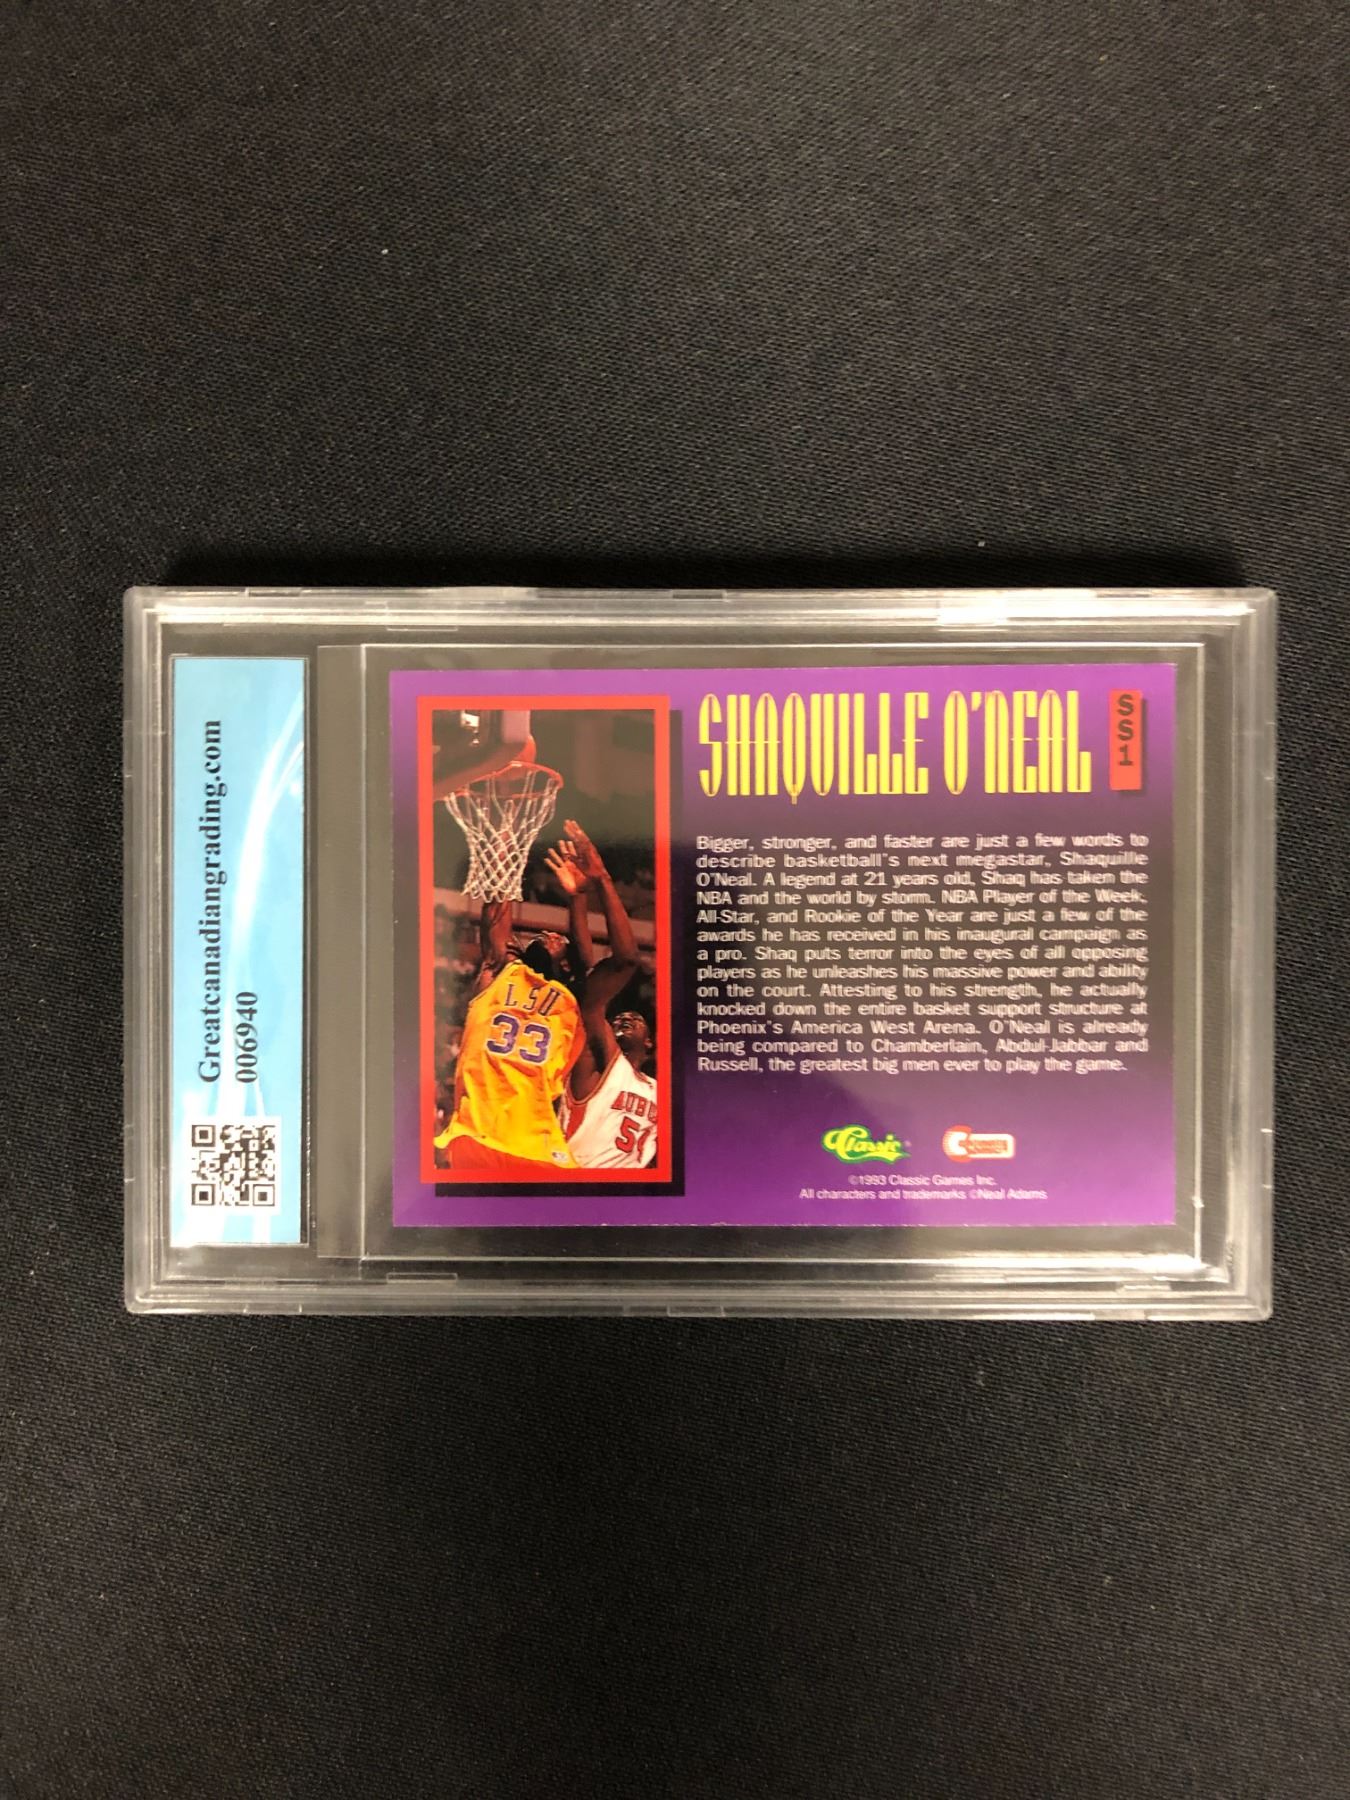 Greatcanadiangrading.com
006940
SHAQUILLE O'NEAL
SS1
Bigger, stronger, and faster are just a few words to
describe basketball's next megastar, Shaquille
O'Neal. A legend at 21 years old, Shaq has taken the
NBA and the world by storm. NBA Player of the Week,
All-Star, and Rookie of the Year are just a few of the
awards he has received in his inaugural campaign as
a pro. Shaq puts terror into the eyes of all opposing
players as he unleashes his massive power and ability
on the court. Attesting to his strength, he actually
knocked down the entire basket support structure at
Phoenix's America West Arena. O'Neal is already
being compared to Chamberlain, Abdul-Jabbar and
Russell, the greatest big men ever to play the game.
LSU
33
AUB
5
Classic
©1993 Classic Games Inc.
All characters and trademarks ©Neal Adams